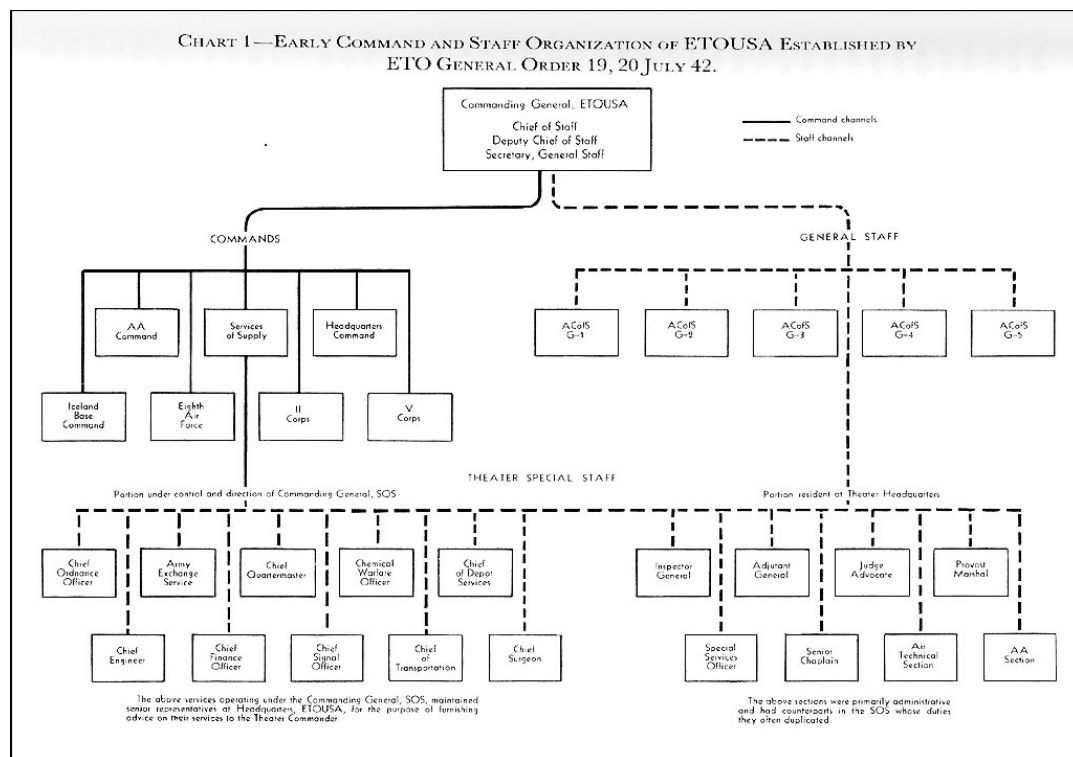 CHART 1—EARLY COMMAND AND STAFF ORGANIZATION OF ETOUSA ESTABLISHED BY
ETO GENERAL ORDER 19, 20 JULY 42.
Commanding General, ETOUSA
Chief of Staff
Deputy Chief of Staff
Secretary, General Staff
Command channels
Staff channels
COMMANDS
GENERAL STAFF
AA
Command
Services
of Supply
Headquarters
Command
ACofS
G-1
ACofS
G-2
ACofS
G-3
ACofS
G-4
ACofS
G-5
Iceland
Base
Command
Eighth
Air
Force
II
Corps
V
Corps
THEATER SPECIAL STAFF
Portion under control and direction of Commanding General, SOS
Portion resident at Theater Headquarters
Chief
Ordnance
Officer
Army
Exchange
Service
Chief
Quartermaster
Chemical
Warfare
Officer
Chief
of Depot
Services
Inspector
General
Adjutant
General
Judge
Advocate
Provost
Marshal
Chief
Engineer
Chief
Finance
Officer
Chief
Signal
Officer
Chief
of
Transportation
Chief
Surgeon
Special
Services
Officer
Senior
Chaplain
Air
Technical
Section
AA
Section
The above services operating under the Commanding General, SOS, maintained
senior representatives at Headquarters, ETOUSA, for the purpose of furnishing
advice on their services to the Theater Commander
The above sections were primarily administrative
and had counterparts in the SOS whose duties
they often duplicated.